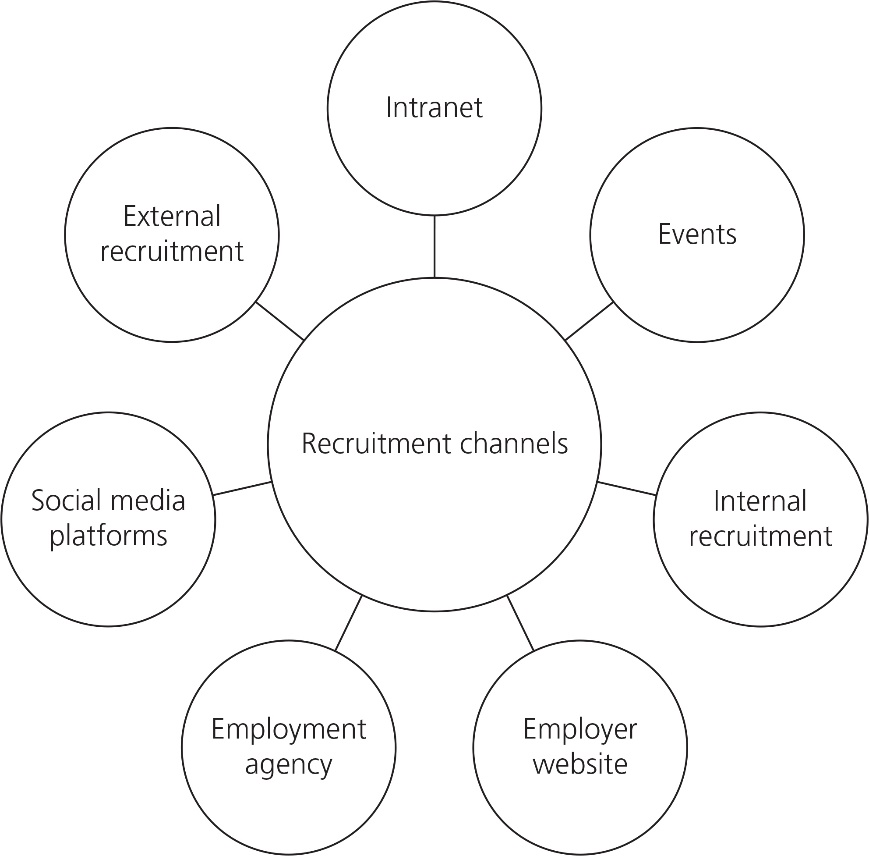 Intranet
External
recruitment
Events
Recruitment channels
Social media
platforms
Internal
recruitment
Employment
agency
Employer
website